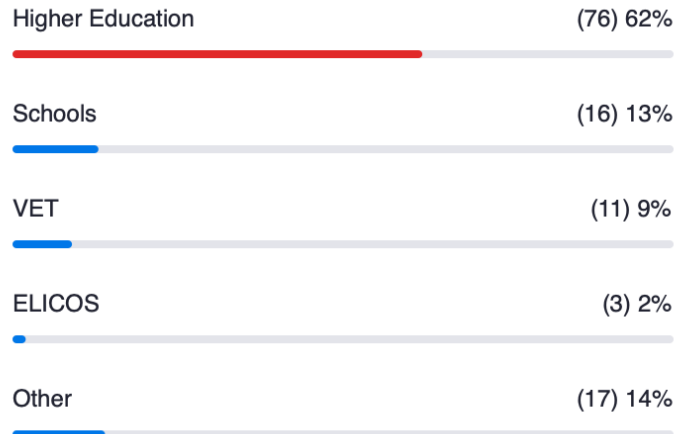 Higher Education (76) 62%
Schools (16) 13%
VET (11) 9%
ELICOS (3) 2%
Other (17) 14%